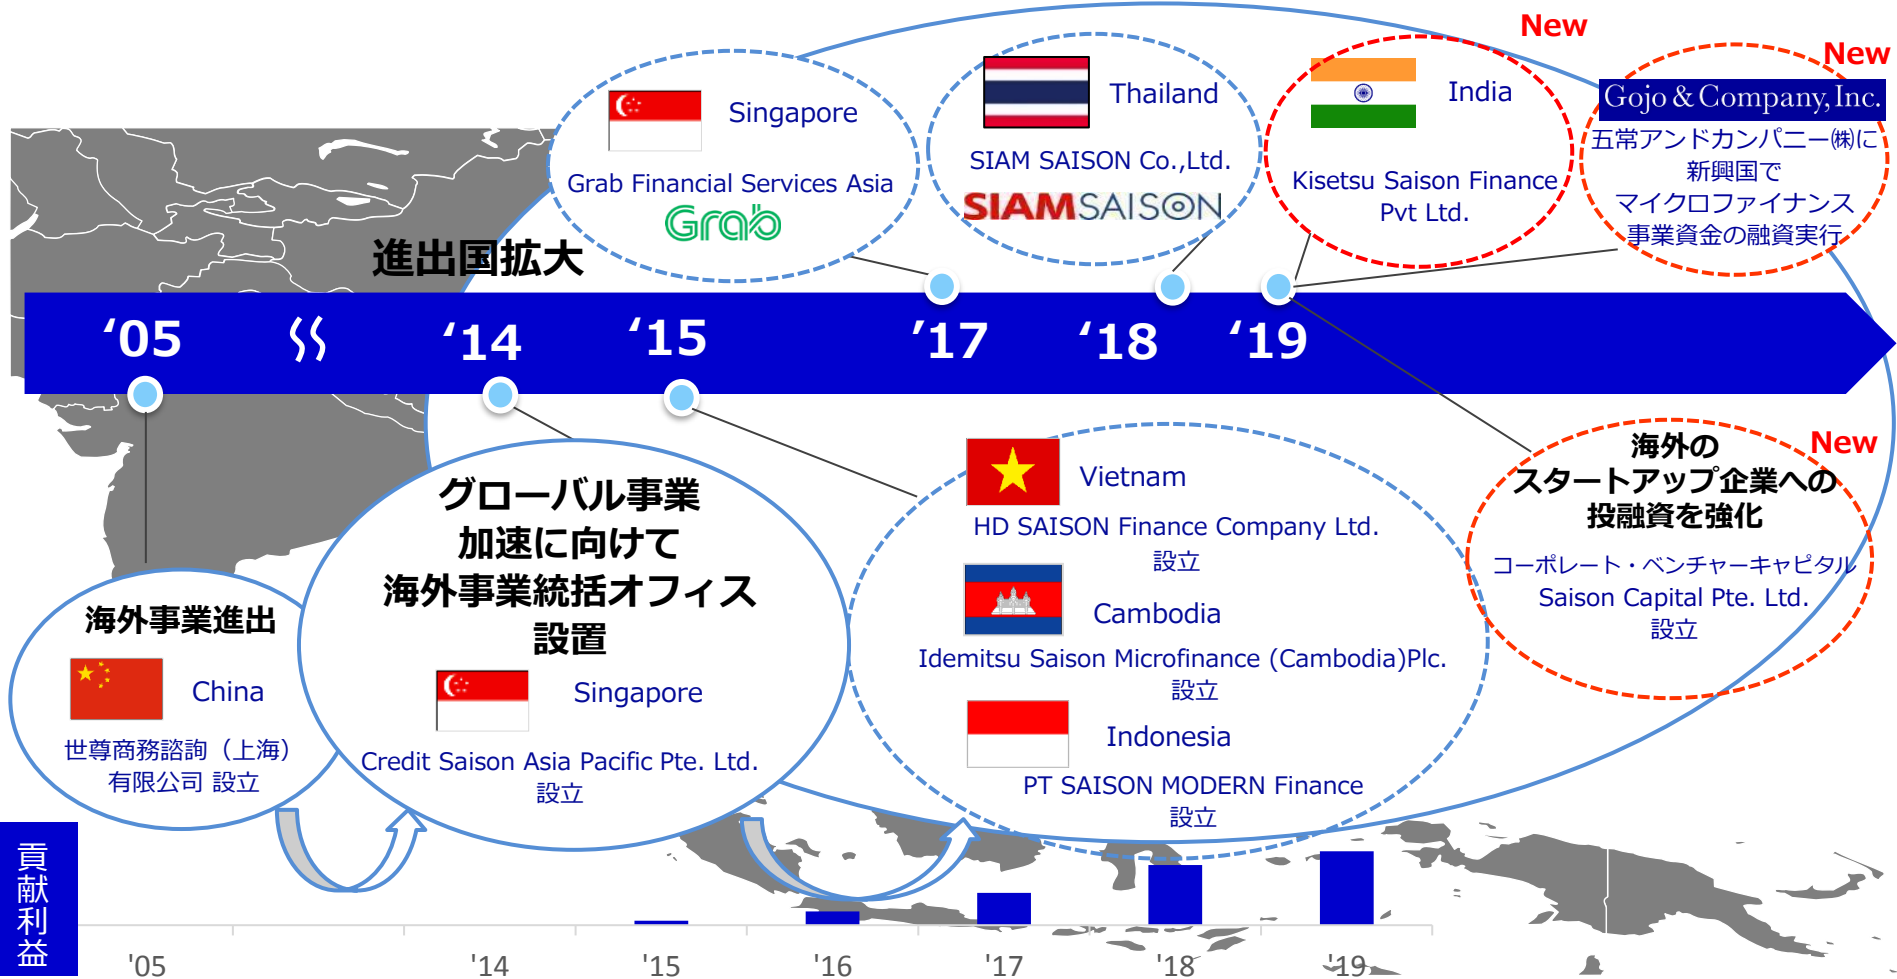 New
New
Singapore
Grab Financial Services Asia
Grab
Thailand
SIAM SAISON Co.,Ltd.
SIAMSAISON
India
Kisetsu Saison Finance
Pvt Ltd.
Gojo & Company, Inc.
五常アンドカンパニー㈱に
新興国で
マイクロファイナンス
事業資金の融資実行
進出国拡大
‘05
‘14
‘15
’17
‘18
‘19
海外事業進出
China
世尊商務諮詢（上海）
有限公司 設立
グローバル事業
加速に向けて
海外事業統括オフィス
設置
Singapore
Credit Saison Asia Pacific Pte. Ltd.
設立
Vietnam
HD SAISON Finance Company Ltd.
設立
Cambodia
Idemitsu Saison Microfinance (Cambodia)Plc.
設立
Indonesia
PT SAISON MODERN Finance
設立
New
海外の
スタートアップ企業への
投融資を強化
コーポレート・ベンチャーキャピタル
Saison Capital Pte. Ltd.
設立
貢献利益
'05
'14
'15
'16
'17
'18
'19